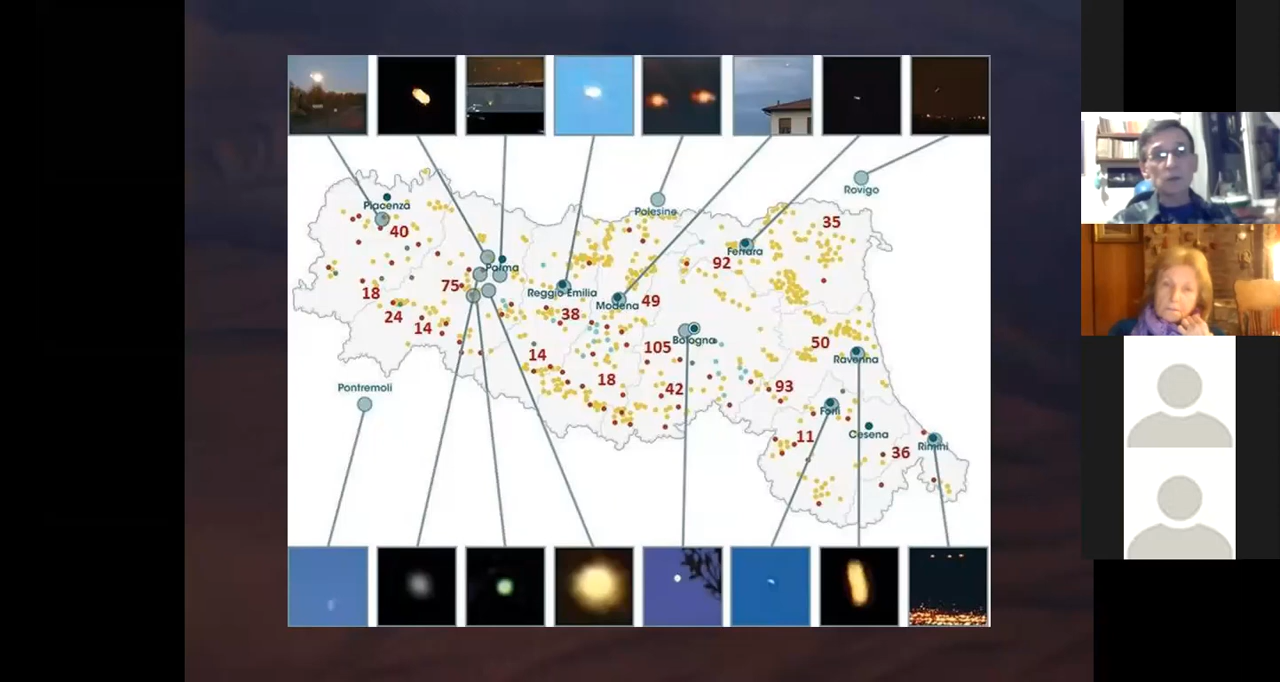 Rovigo
Piacenza
Polesine
35
40
Ferrara
92
Parma
18
75
Reggio Emilia
Modena
49
24
14
38
50
105
Bologna
14
Ravenna
18
42
93
Pontremoli
Forlì
11
Cesena
36
Rimini